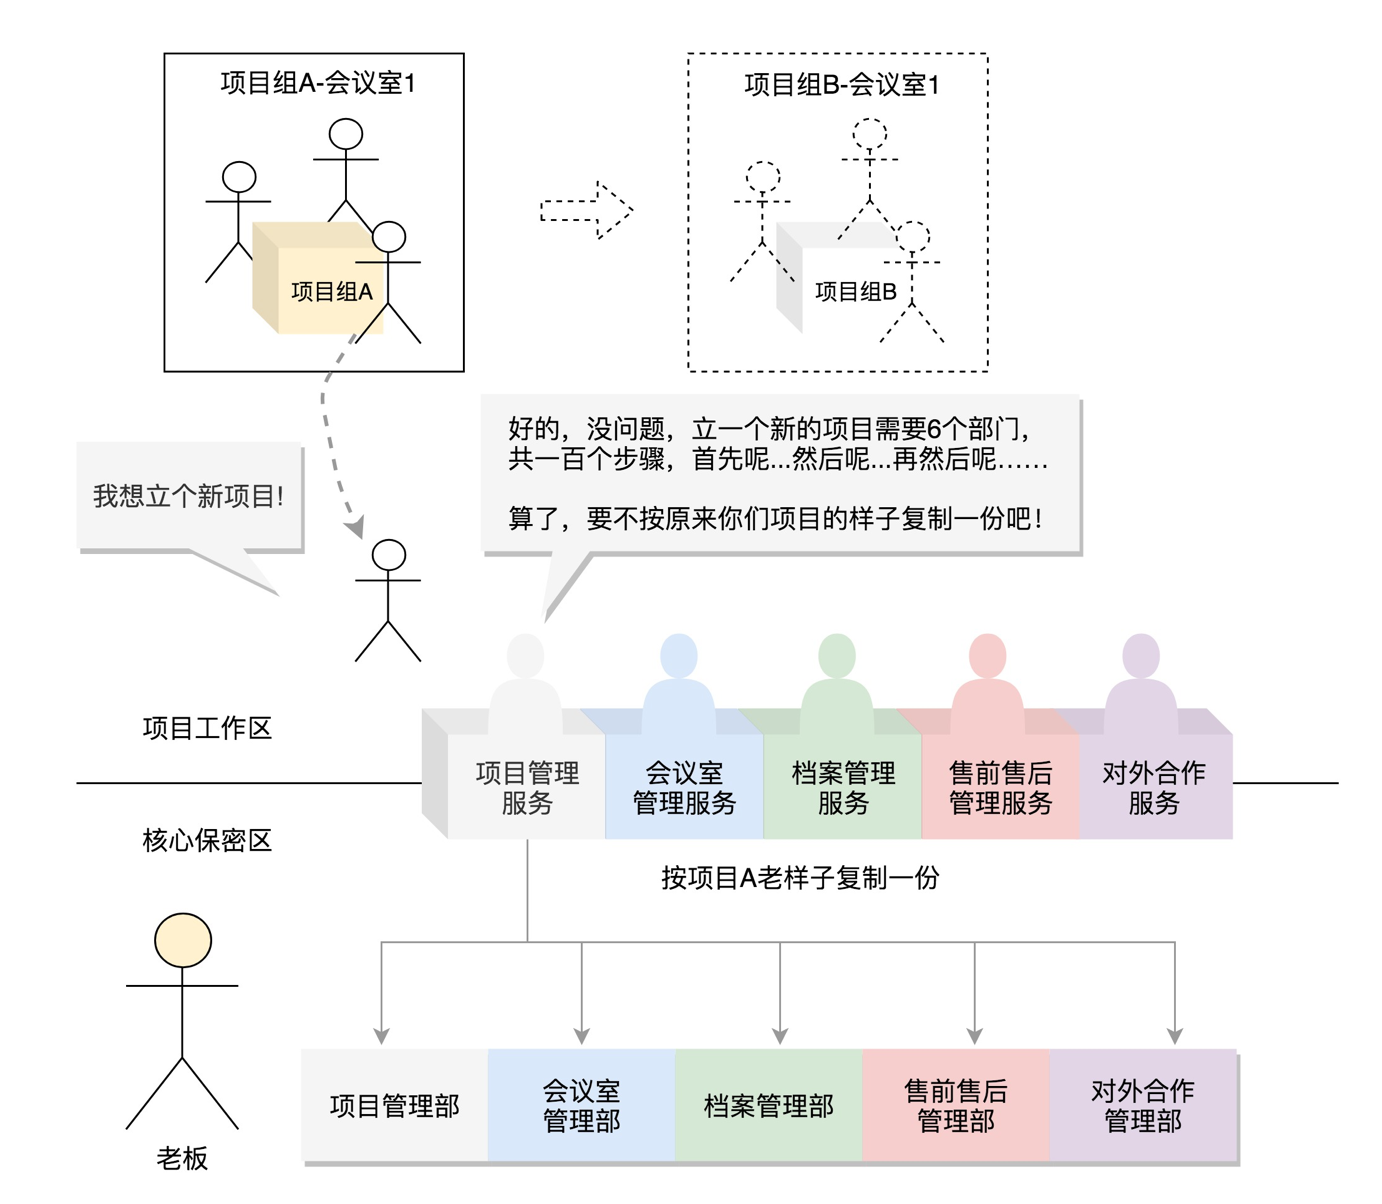 项目组A-会议室1
项目组A
项目组B-会议室1
项目组B
我想立个新项目!
好的，没问题，立一个新的项目需要6个部门，
共一百个步骤，首先呢...然后呢...再然后呢……
算了，要不按原来你们项目的样子复制一份吧!
项目工作区
核心保密区
项目管理
服务
会议室
管理服务
档案管理
服务
售前售后
管理服务
对外合作
服务
按项目A老样子复制一份
老板
项目管理部
会议室
管理部
档案管理部
售前售后
管理部
对外合作
管理部